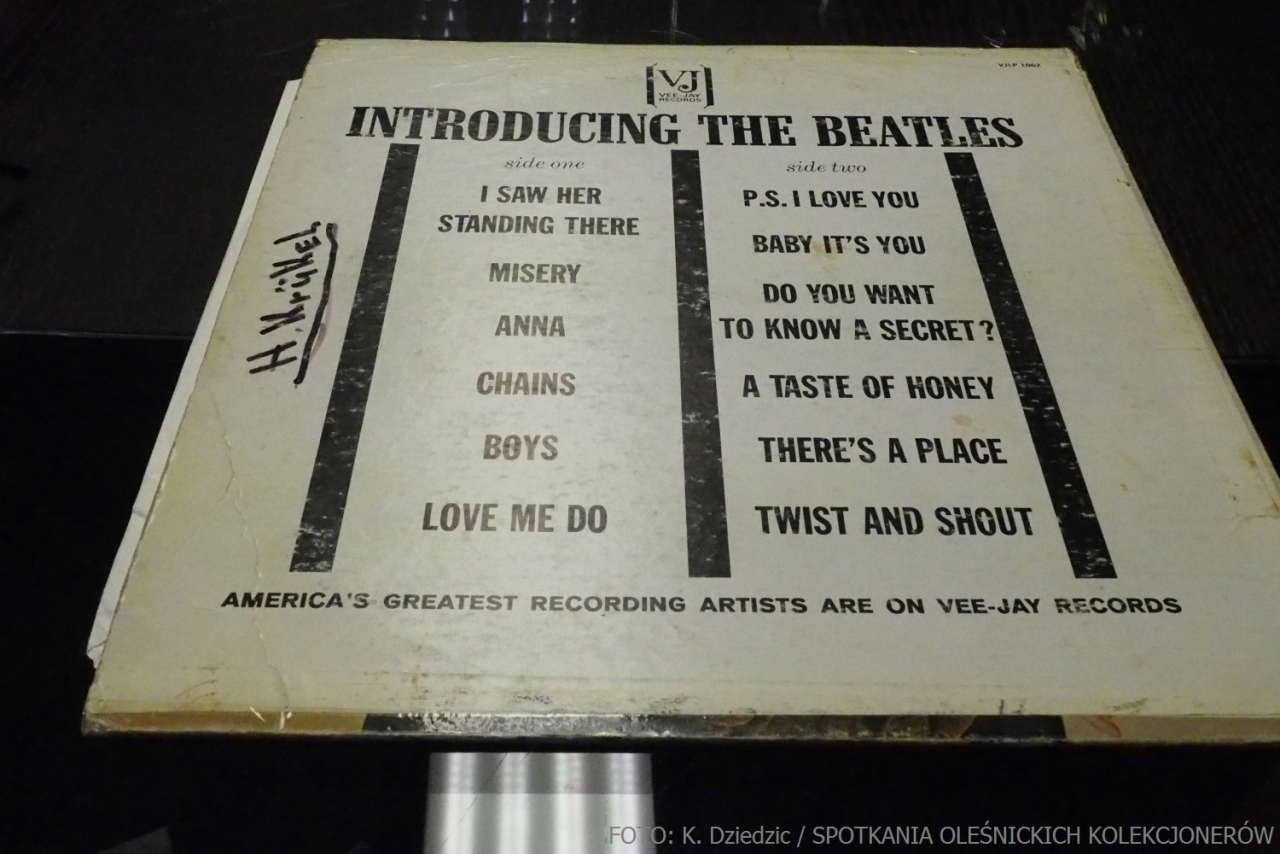 VJ
VEE JAY
RECORDS
VJLP 1062
INTRODUCING THE BEATLES
side one
I SAW HER
STANDING THERE
MISERY
ANNA
CHAINS
BOYS
LOVE ME DO
side two
P.S. I LOVE YOU
BABY IT'S YOU
DO YOU WANT
TO KNOW A SECRET?
A TASTE OF HONEY
THERE'S A PLACE
TWIST AND SHOUT
AMERICA'S GREATEST RECORDING ARTISTS ARE ON VEE-JAY RECORDS
FOTO: K. Dziedzic / SPOTKANIA OLEŚNICKICH KOLEKCJONERÓW